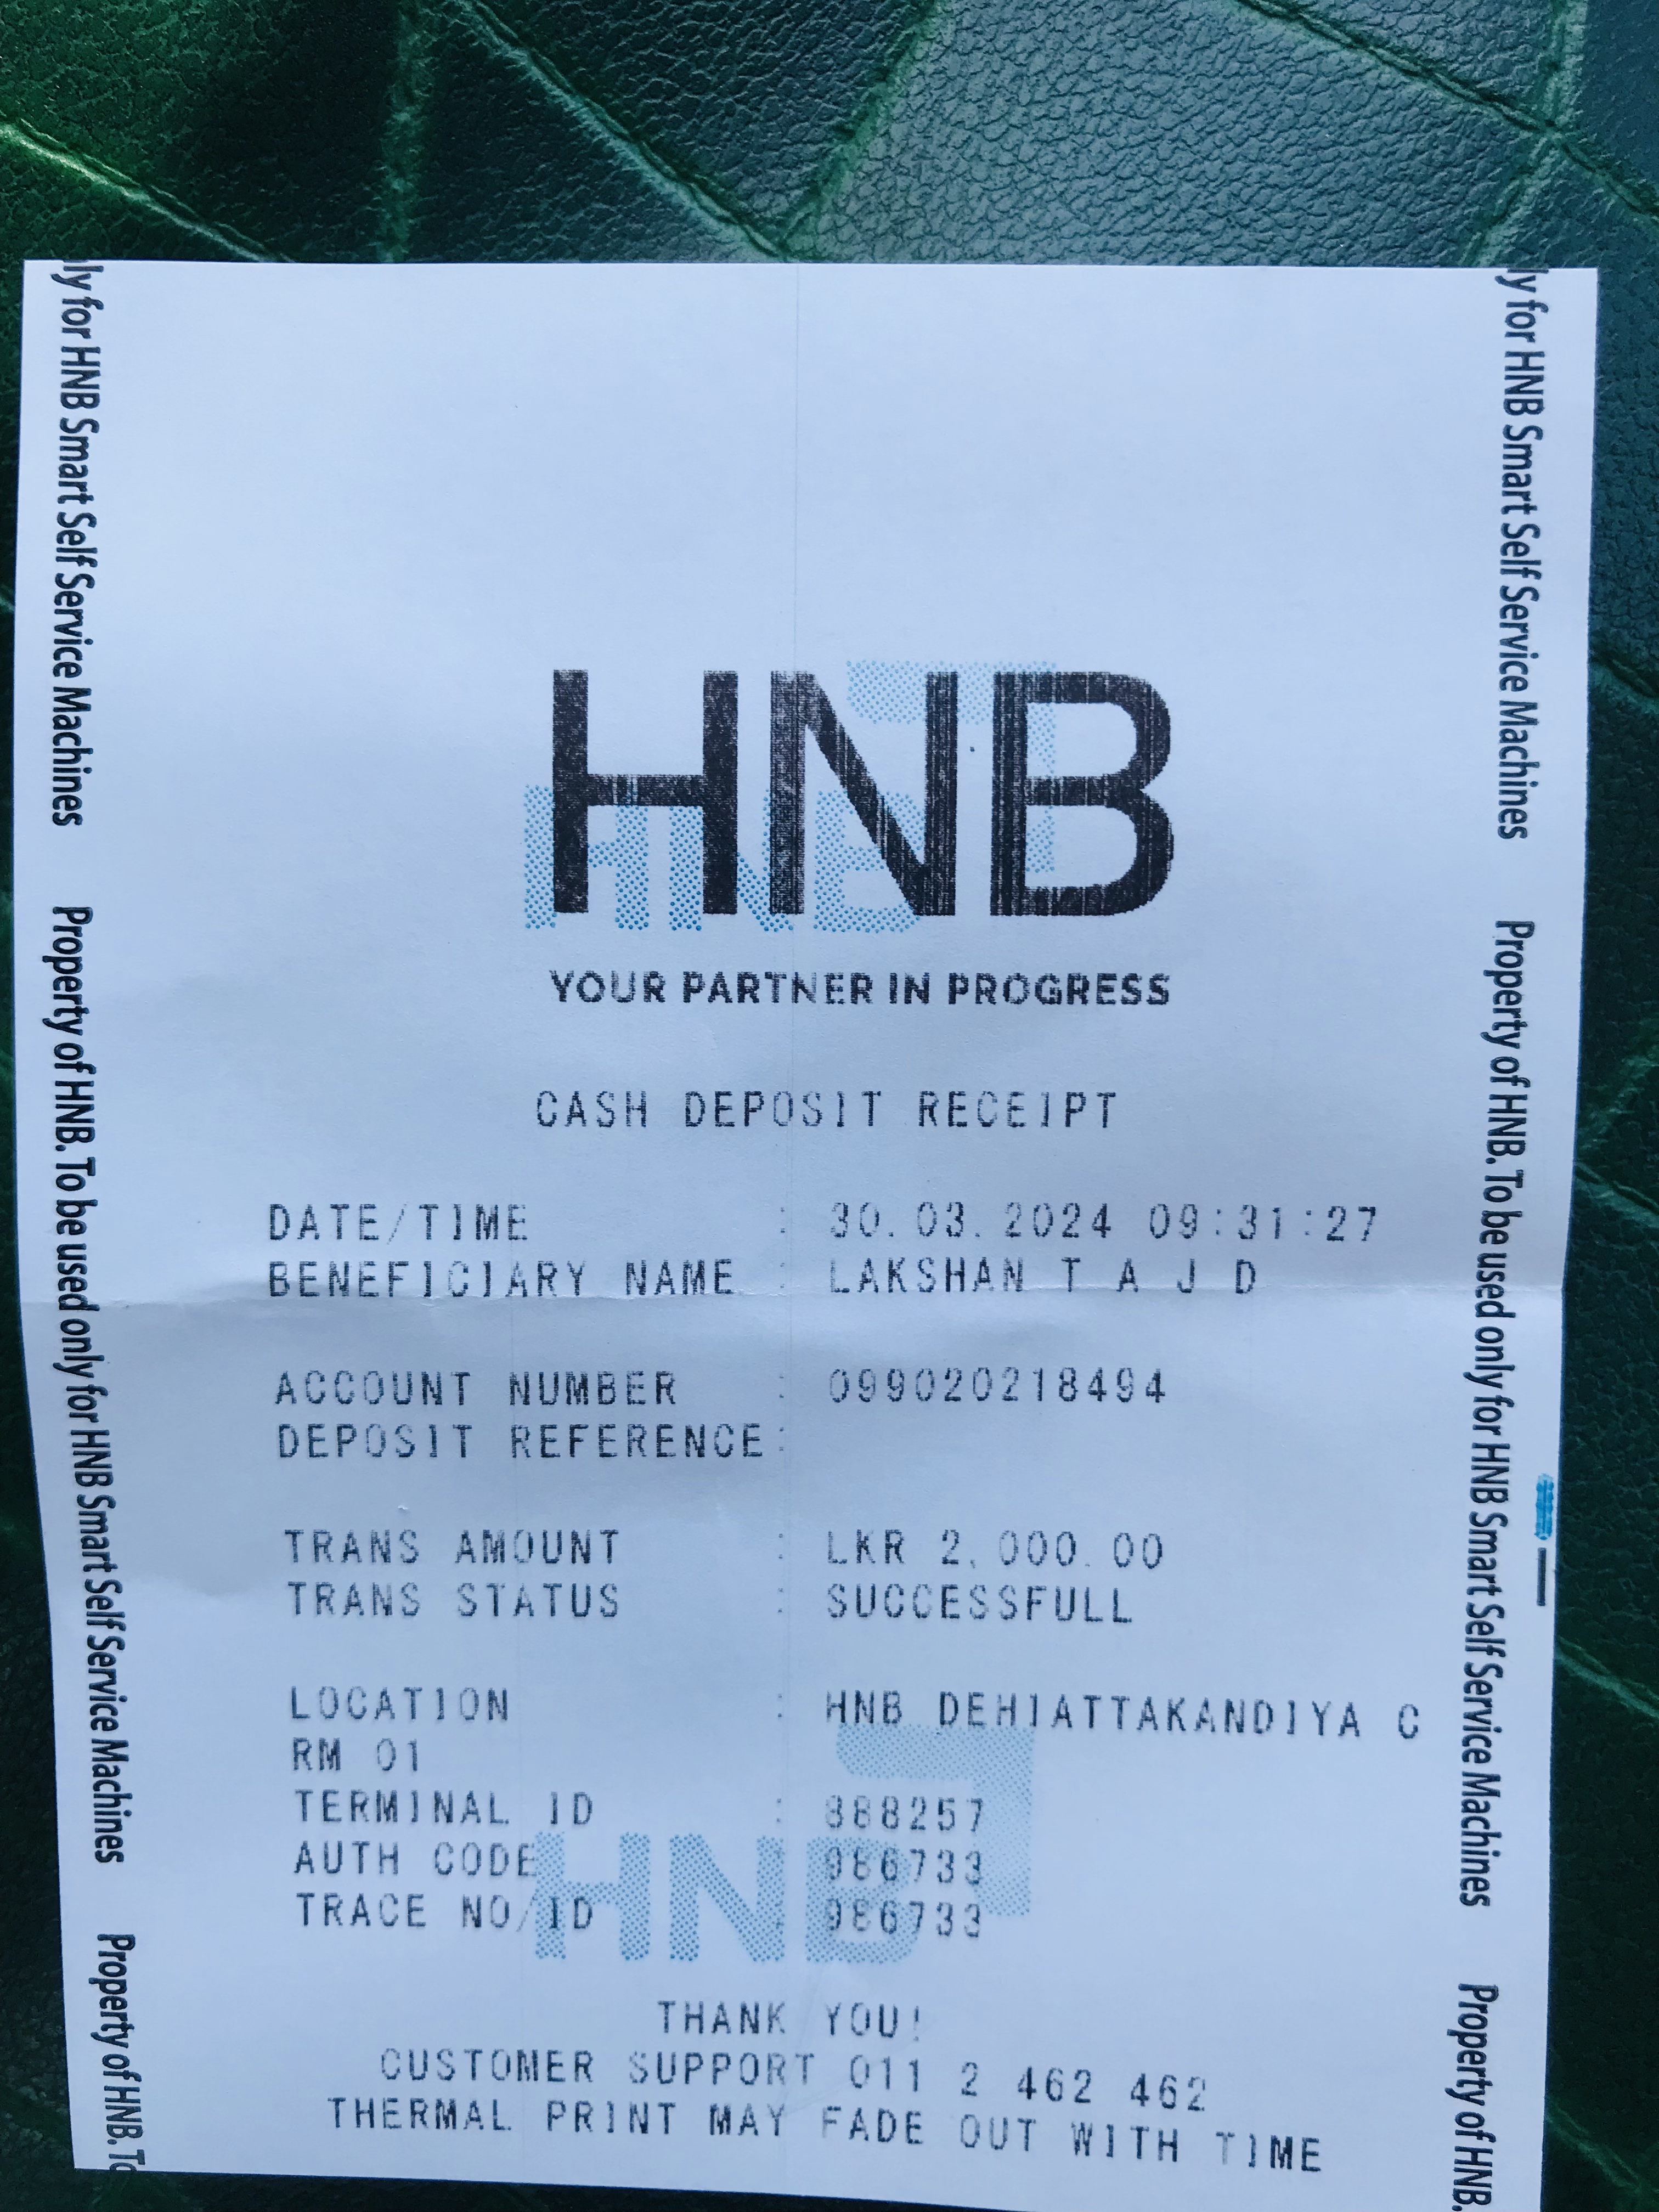 HNB
YOUR PARTNER IN PROGRESS
CASH DEPOSIT RECEIPT
DATE/TIME : 30.03.2024 09:31:27
BENEFICIARY NAME : LAKSHAN T A J D
ACCOUNT NUMBER : 099020218494
DEPOSIT REFERENCE:
TRANS AMOUNT : LKR 2,000.00
TRANS STATUS : SUCCESSFULL
LOCATION : HNB DEHIATTAKANDIYA C
RM 01
TERMINAL ID : 888257
AUTH CODE : 986733
TRACE NO/ID : 986733
THANK YOU!
CUSTOMER SUPPORT 011 2 462 462
THERMAL PRINT MAY FADE OUT WITH TIME
HNB
HNB
ly for HNB Smart Self Service Machines
Property of HNB. To be used only for HNB Smart Self Service Machines
Property of HNB. To
ly for HNB Smart Self Service Machines
Property of HNB. To be used only for HNB Smart Self Service Machines
Property of HNB.